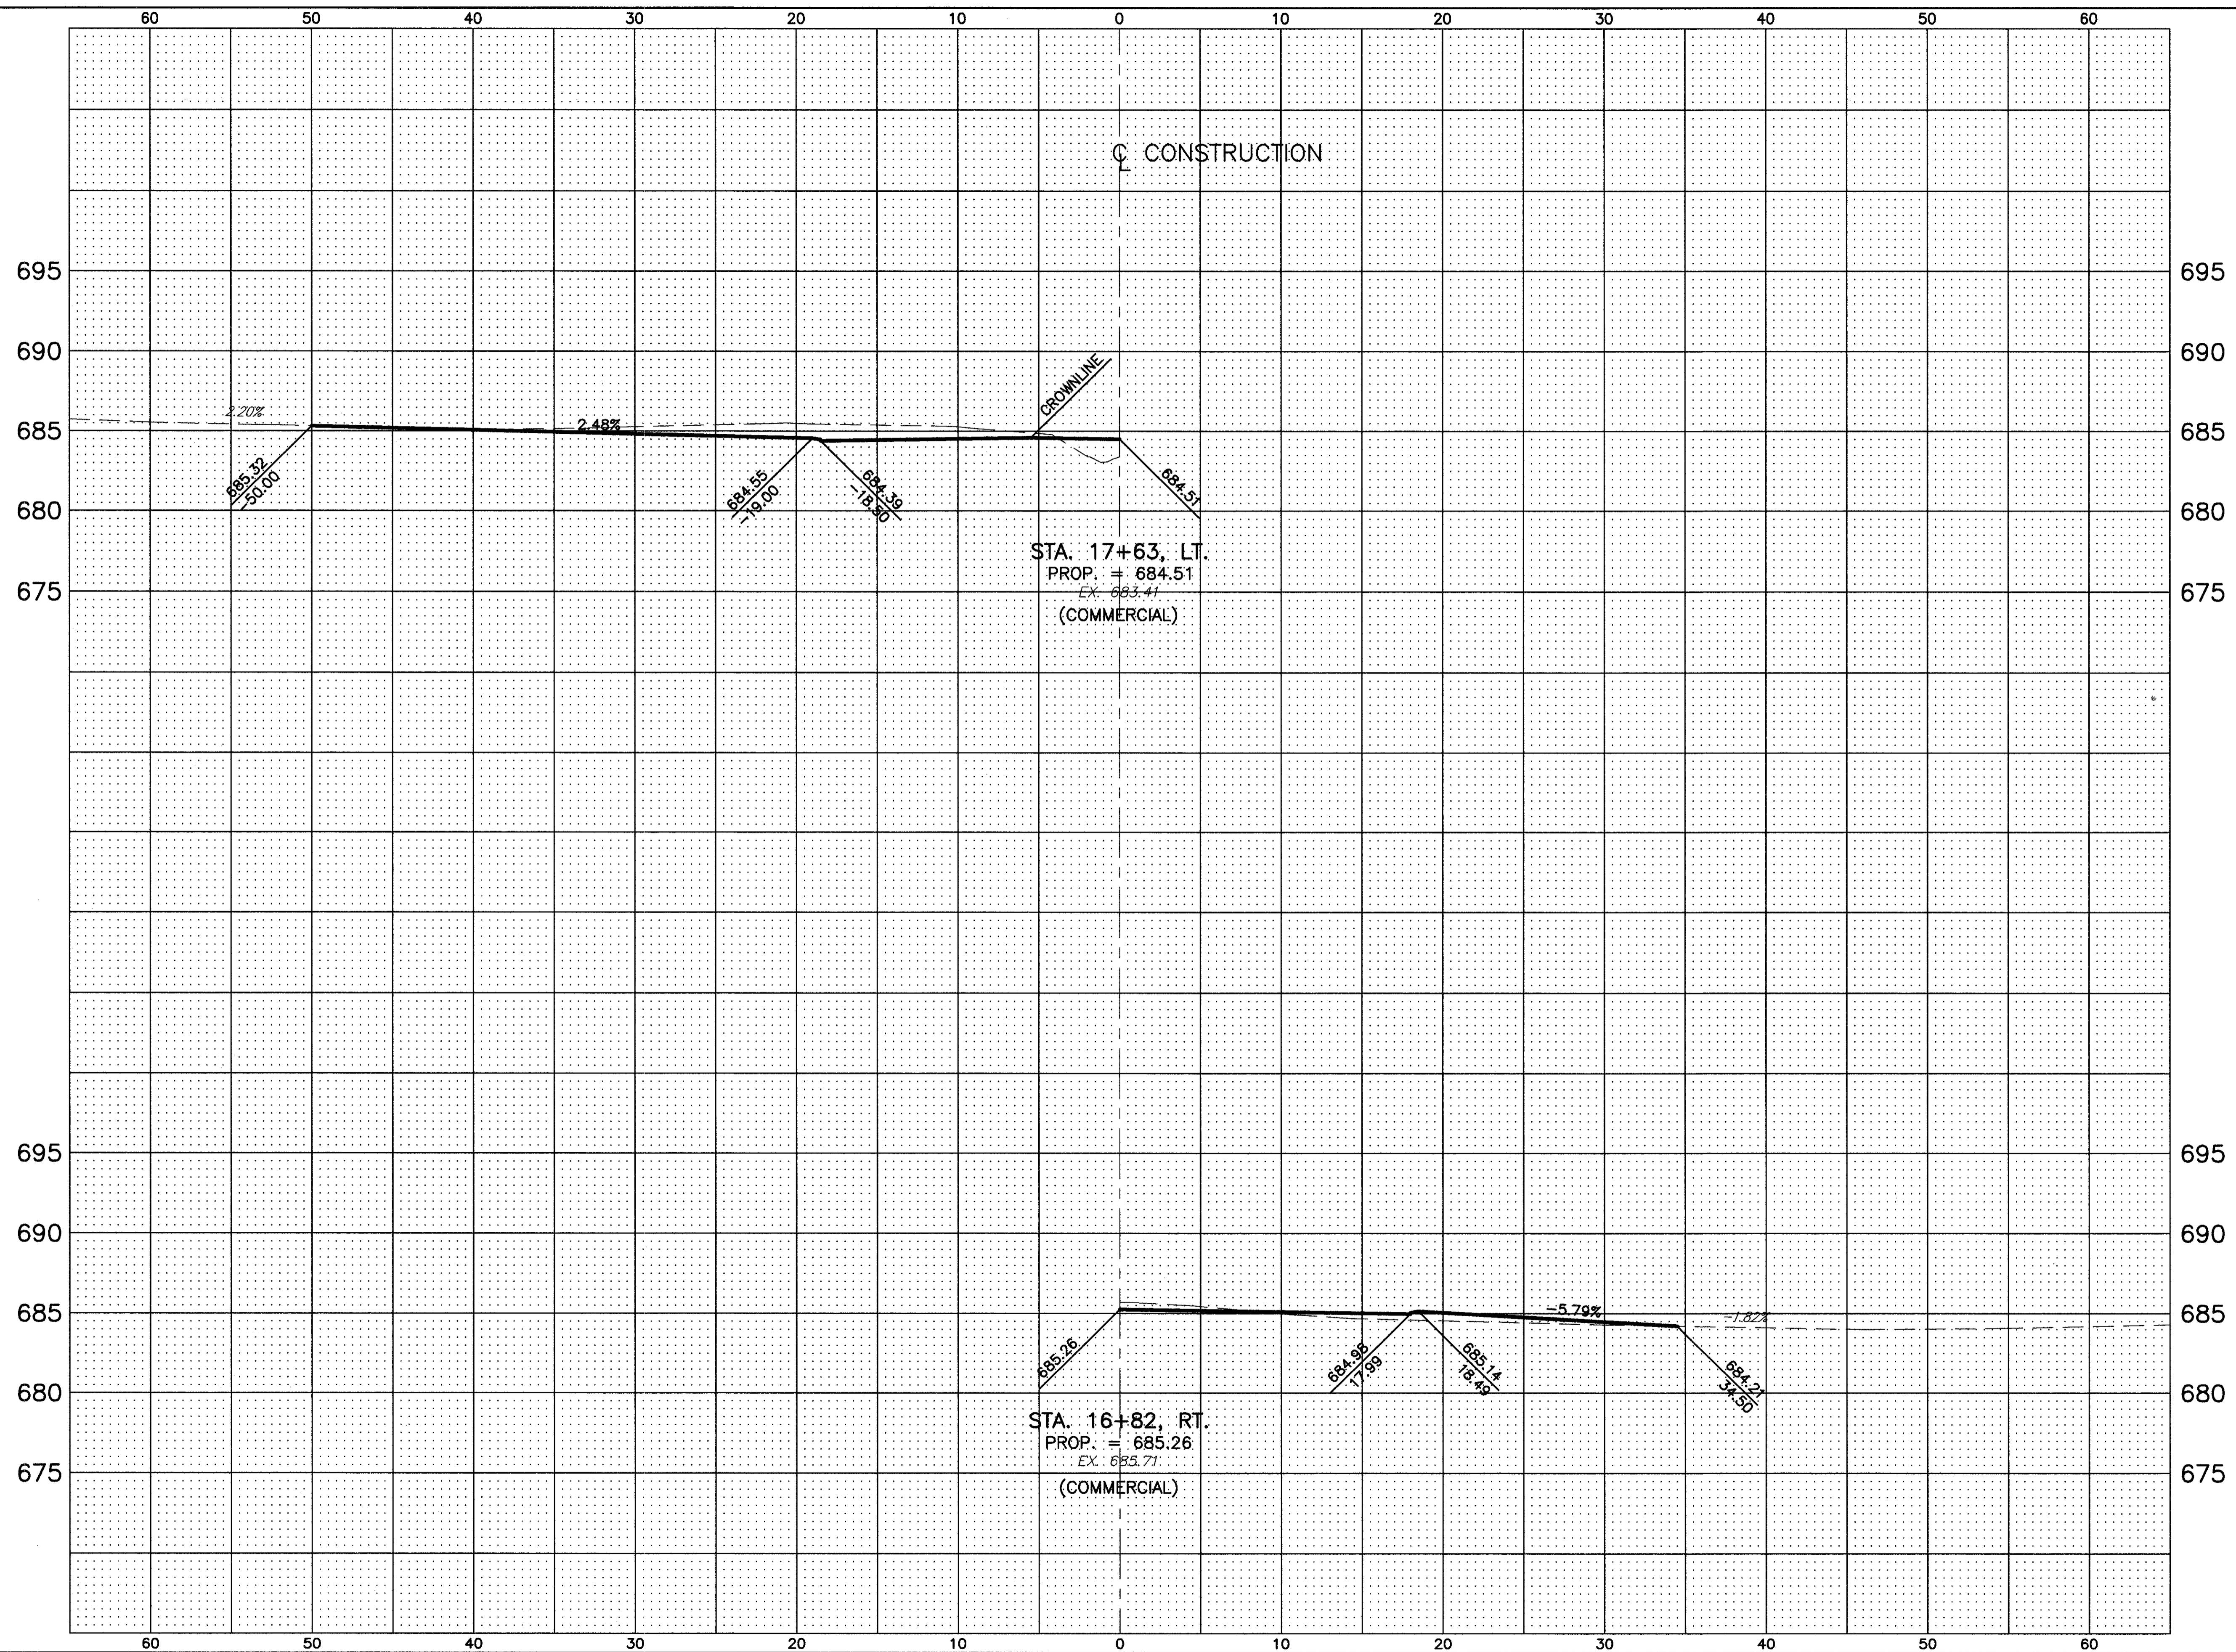 60 50 40 30 20 10 0 10 20 30 40 50 60
℄ CONSTRUCTION
695 695
690 690
CROWNLINE
2.20%
2.48%
685 685
685.32
-50.00
684.55
-19.00
684.39
-18.50
684.51
680 680
STA. 17+63, LT.
PROP. = 684.51
EX. 683.41
(COMMERCIAL)
675 675
695 695
690 690
685 685
-5.79%
-1.82%
685.26
684.98
17.99
685.14
18.49
684.21
34.50
680 680
STA. 16+82, RT.
PROP. = 685.26
EX. 685.71
(COMMERCIAL)
675 675
60 50 40 30 20 10 0 10 20 30 40 50 60